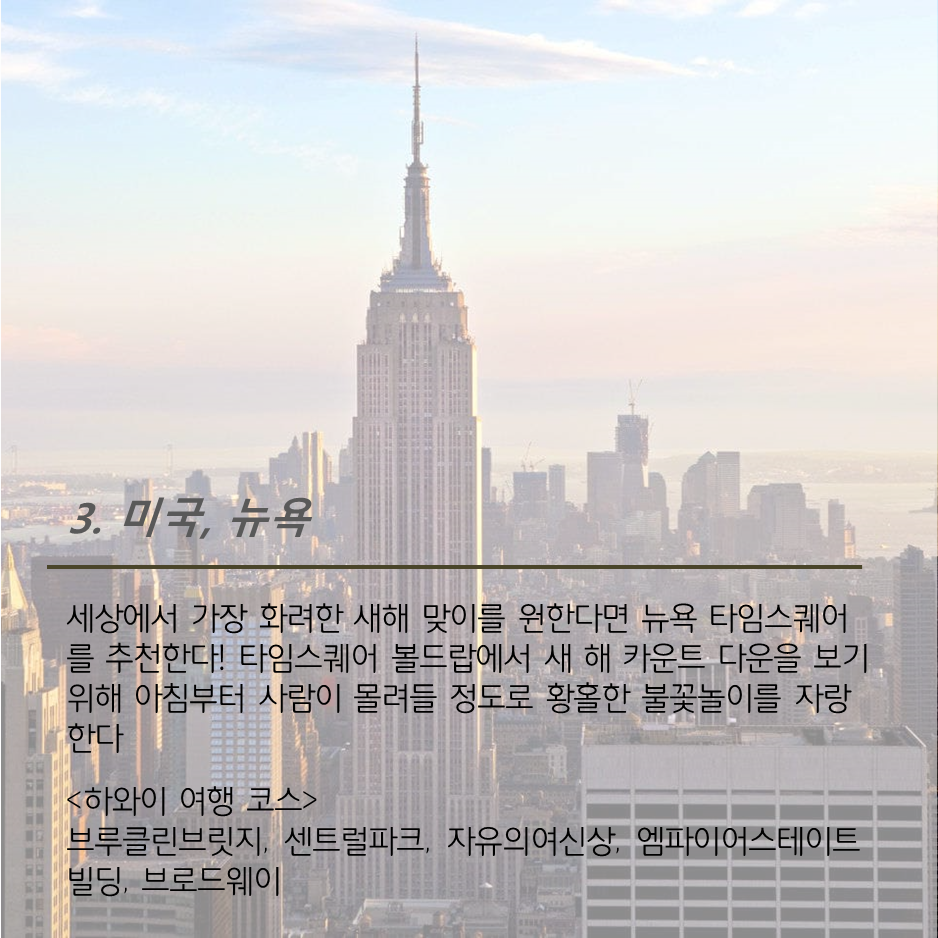 3. 미국, 뉴욕
세상에서 가장 화려한 새해 맞이를 원한다면 뉴욕 타임스퀘어
를 추천한다! 타임스퀘어 볼드랍에서 새 해 카운트 다운을 보기
위해 아침부터 사람이 몰려들 정도로 황홀한 불꽃놀이를 자랑
한다
<하와이 여행 코스>
브루클린브릿지, 센트럴파크, 자유의여신상, 엠파이어스테이트
빌딩, 브로드웨이